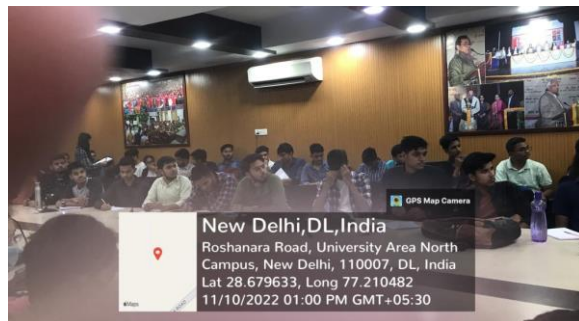 GPS Map Camera
New Delhi,DL,India
Roshanara Road, University Area North
Campus, New Delhi, 110007, DL, India
Lat 28.679633, Long 77.210482
11/10/2022 01:00 PM GMT+05:30
Maps